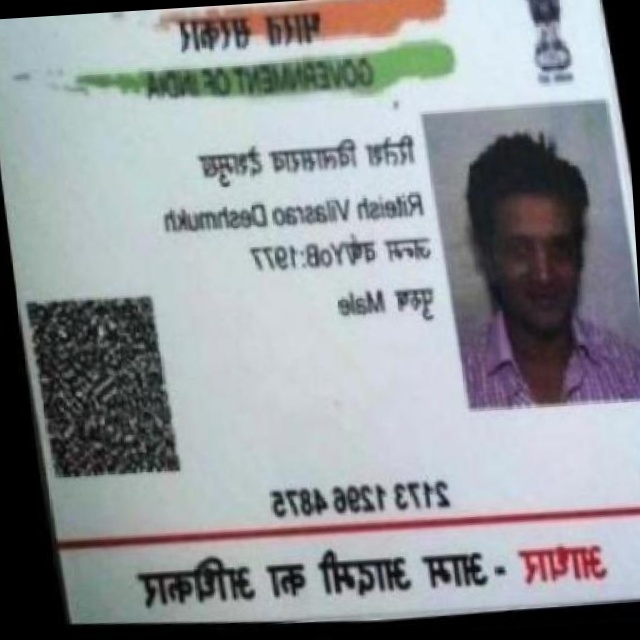 भारत सरकार
GOVERNMENT OF INDIA
रितेश विलासराव देशमुख
Riteish Vilasrao Deshmukh
जन्म वर्ष/YoB:1977
पुरुष Male
2173 1296 4875
आधार - आम आदमी का अधिकार